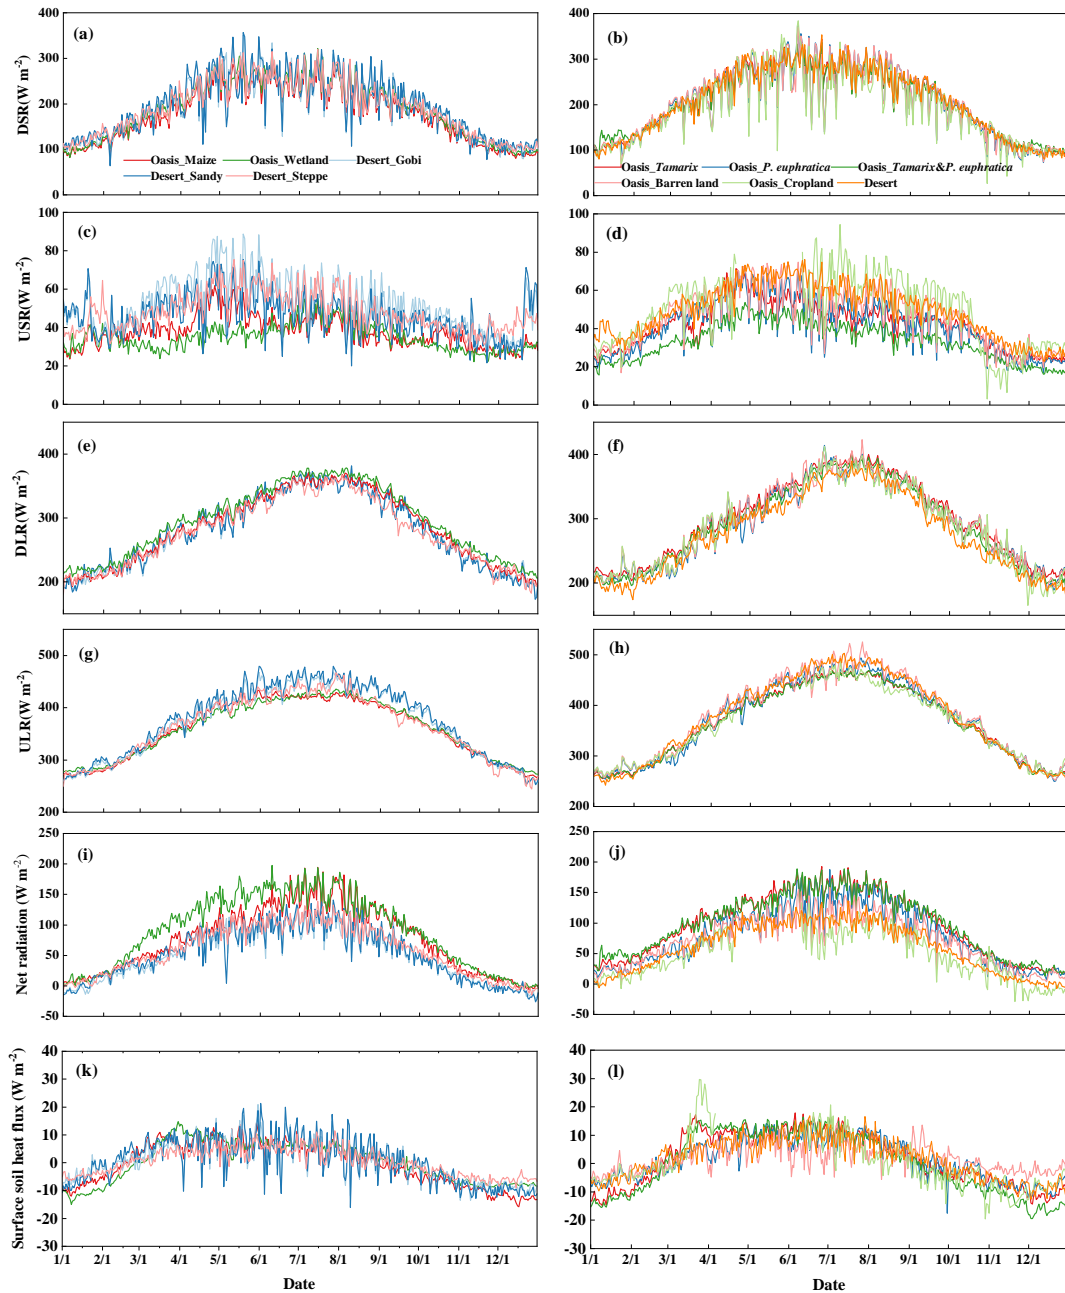 (a)
DSR(W m-2)
400
300
200
100
0
Oasis_Maize Oasis_Wetland Desert_Gobi
Desert_Sandy Desert_Steppe
(b)
400
300
200
100
0
Oasis_Tamarix Oasis_P. euphratica Oasis_Tamarix&P. euphratica
Oasis_Barren land Oasis_Cropland Desert
(c)
USR(W m-2)
100
80
60
40
20
0
(d)
100
80
60
40
20
0
(e)
DLR(W m-2)
400
300
200
(f)
400
300
200
(g)
ULR(W m-2)
500
400
300
200
(h)
500
400
300
200
(i)
Net radiation (W m-2)
250
200
150
100
50
0
-50
(j)
250
200
150
100
50
0
-50
(k)
Surface soil heat flux (W m-2)
40
30
20
10
0
-10
-20
-30
1/1 2/1 3/1 4/1 5/1 6/1 7/1 8/1 9/1 10/1 11/1 12/1
Date
(l)
40
30
20
10
0
-10
-20
-30
1/1 2/1 3/1 4/1 5/1 6/1 7/1 8/1 9/1 10/1 11/1 12/1
Date